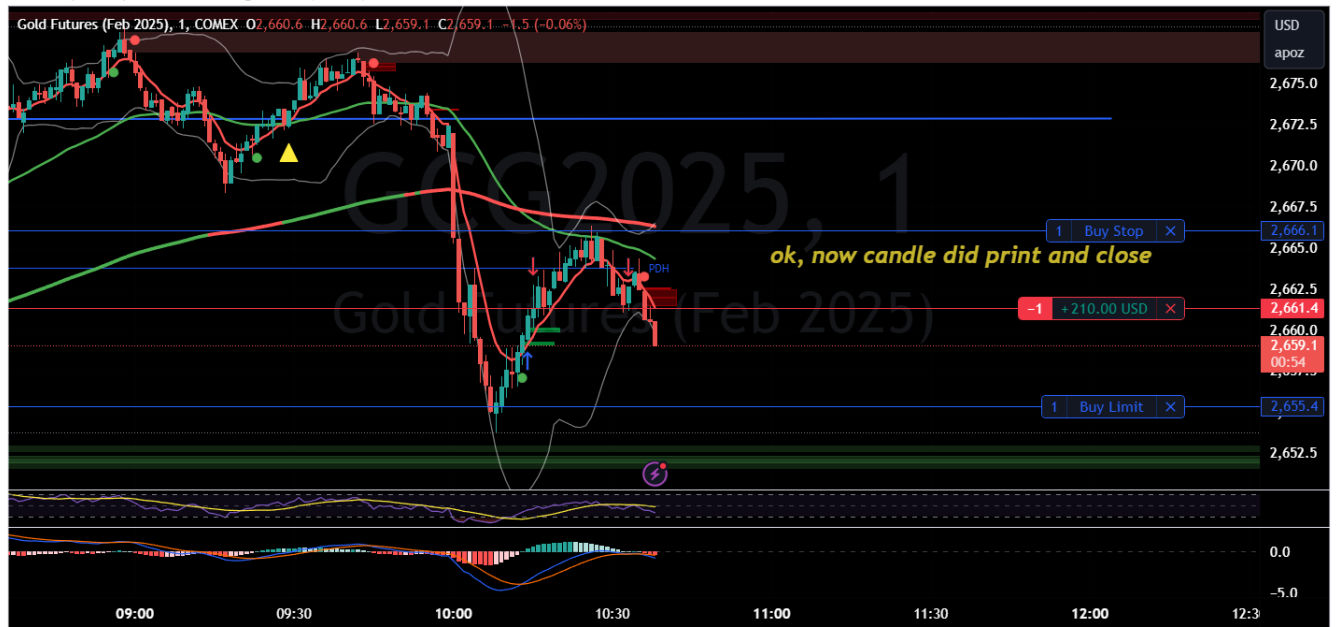 Gold Futures (Feb 2025), 1, COMEX O2,660.6 H2,660.6 L2,659.1 C2,659.1 −1.5 (−0.06%)
USD
apoz
2,675.0
2,672.5
2,670.0
2,667.5
GCG2025, 1
Gold Futures (Feb 2025)
1 Buy Stop × 2,666.1
2,665.0
ok, now candle did print and close
PDH
2,662.5
−1 +210.00 USD × 2,661.4
2,660.0
2,659.1
00:54
1 Buy Limit × 2,655.4
2,652.5
0.0
−5.0
09:00 09:30 10:00 10:30 11:00 11:30 12:00